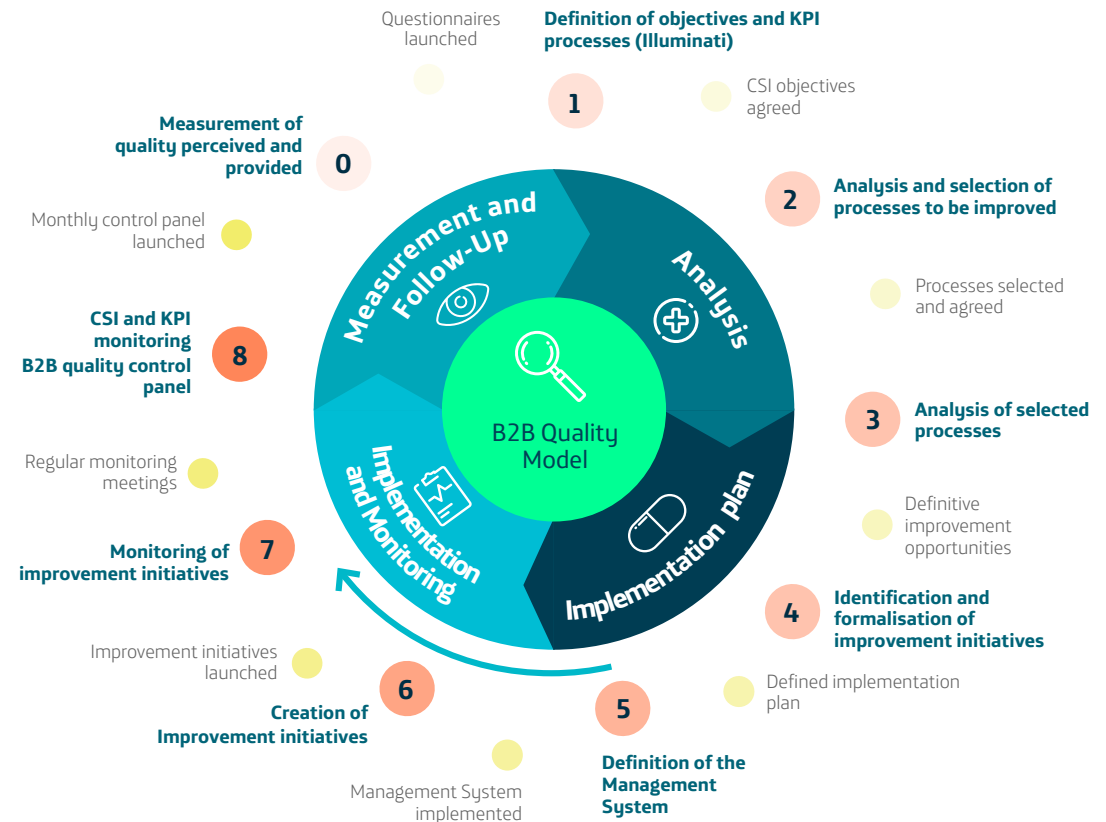 Questionnaires
launched
Definition of objectives and KPI
processes (Illuminati)
1
CSI objectives
agreed
Measurement of
quality perceived and
provided
0
2
Analysis and selection of
processes to be improved
Monthly control panel
launched
Measurement and
Follow-Up
Analysis
Processes selected
and agreed
CSI and KPI
monitoring
B2B quality control
panel
8
B2B Quality
Model
3
Analysis of selected
processes
Regular monitoring
meetings
Implementation
and Monitoring
Implementation plan
Definitive
improvement
opportunities
Monitoring of
improvement initiatives
7
4
Identification and
formalisation of
improvement initiatives
Improvement initiatives
launched
6
Creation of
Improvement initiatives
5
Defined implementation
plan
Definition of the
Management
System
Management System
implemented